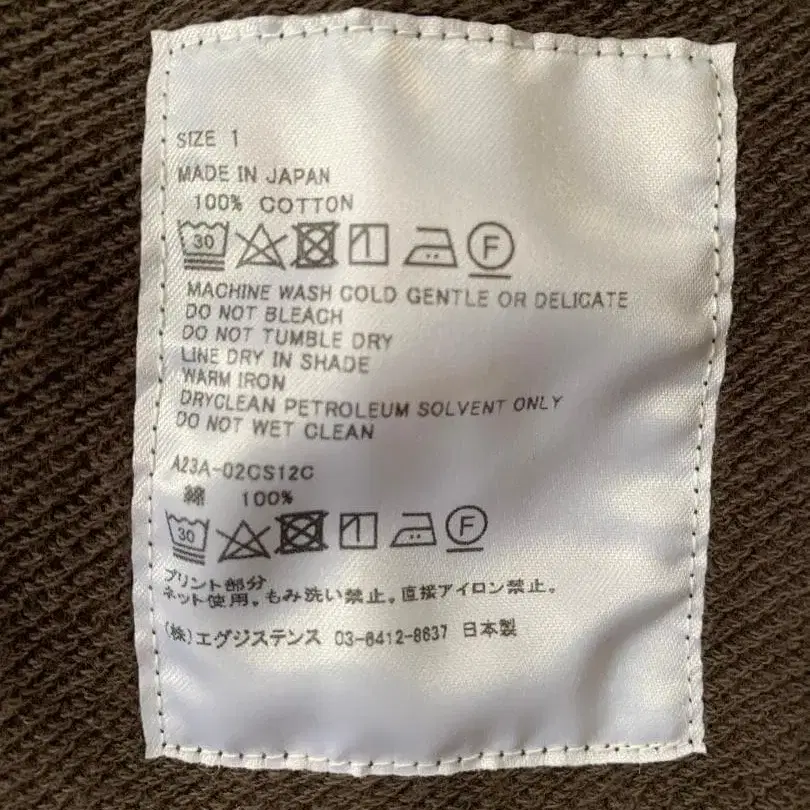 SIZE 1
MADE IN JAPAN
100% COTTON
30 F
MACHINE WASH COLD GENTLE OR DELICATE
DO NOT BLEACH
DO NOT TUMBLE DRY
LINE DRY IN SHADE
WARM IRON
DRYCLEAN PETROLEUM SOLVENT ONLY
DO NOT WET CLEAN
A23A-02CS12C
綿 100%
30 F
プリント部分
ネット使用。もみ洗い禁止。直接アイロン禁止。
(株)エグジステンス 03-6412-8637 日本製